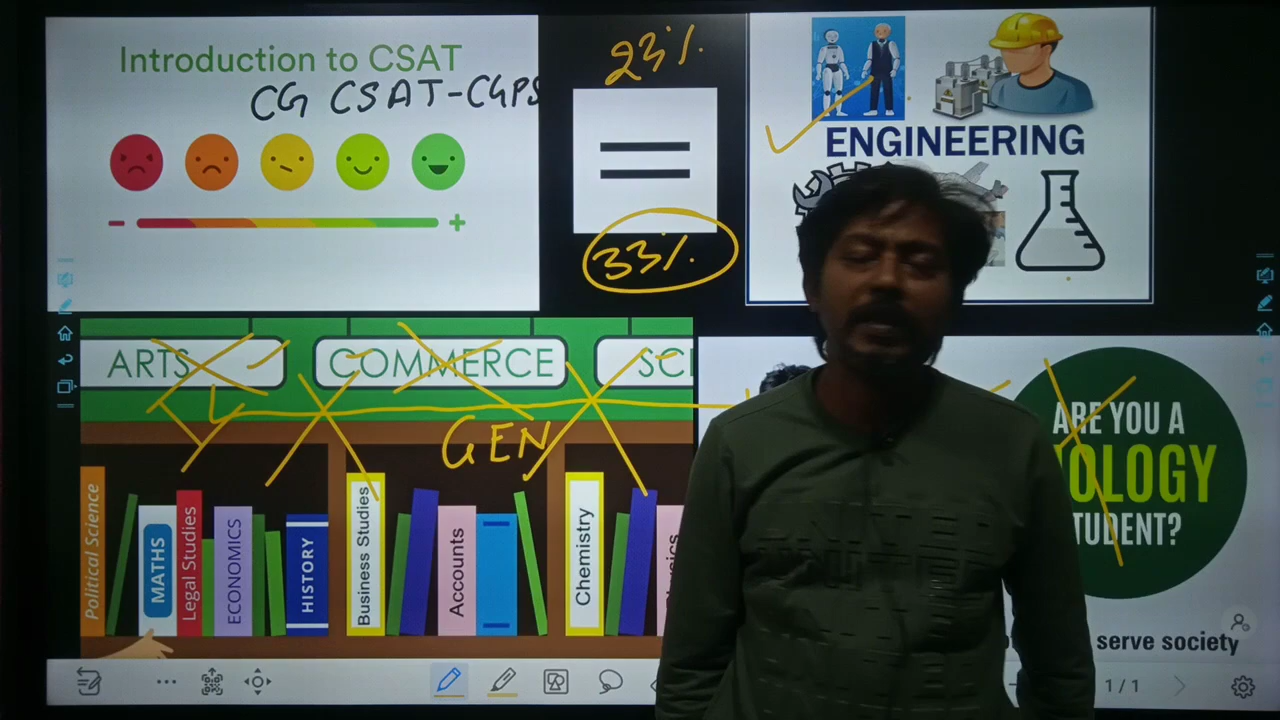 Introduction to CSAT
CG CSAT-CGPS
23%
33%
ENGINEERING
ARTS
COMMERCE
SCI
GEN
Political Science
MATHS
Legal Studies
ECONOMICS
HISTORY
Business Studies
Accounts
Chemistry
ARE YOU A
IOLOGY
TUDENT?
serve society
1/1